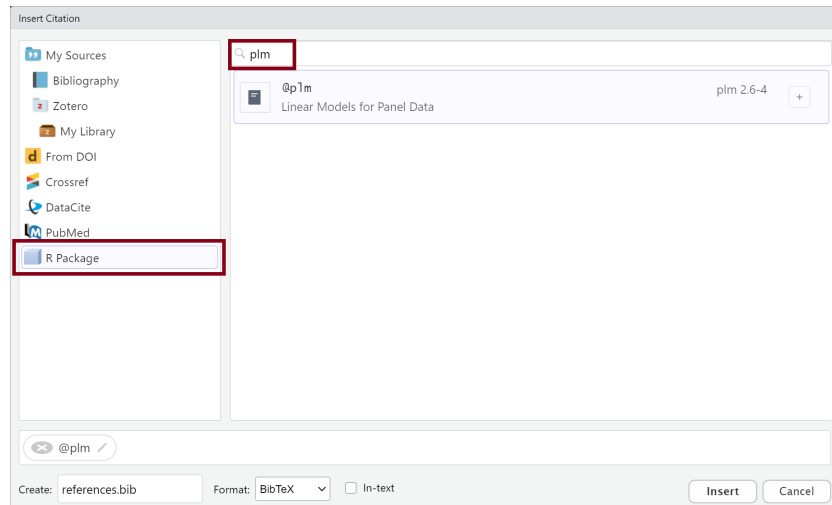 Insert Citation
My Sources
Bibliography
Zotero
My Library
From DOI
Crossref
DataCite
PubMed
R Package
plm
@plm
plm 2.6-4
Linear Models for Panel Data
@plm
Create: references.bib Format: BibTeX In-text Insert Cancel